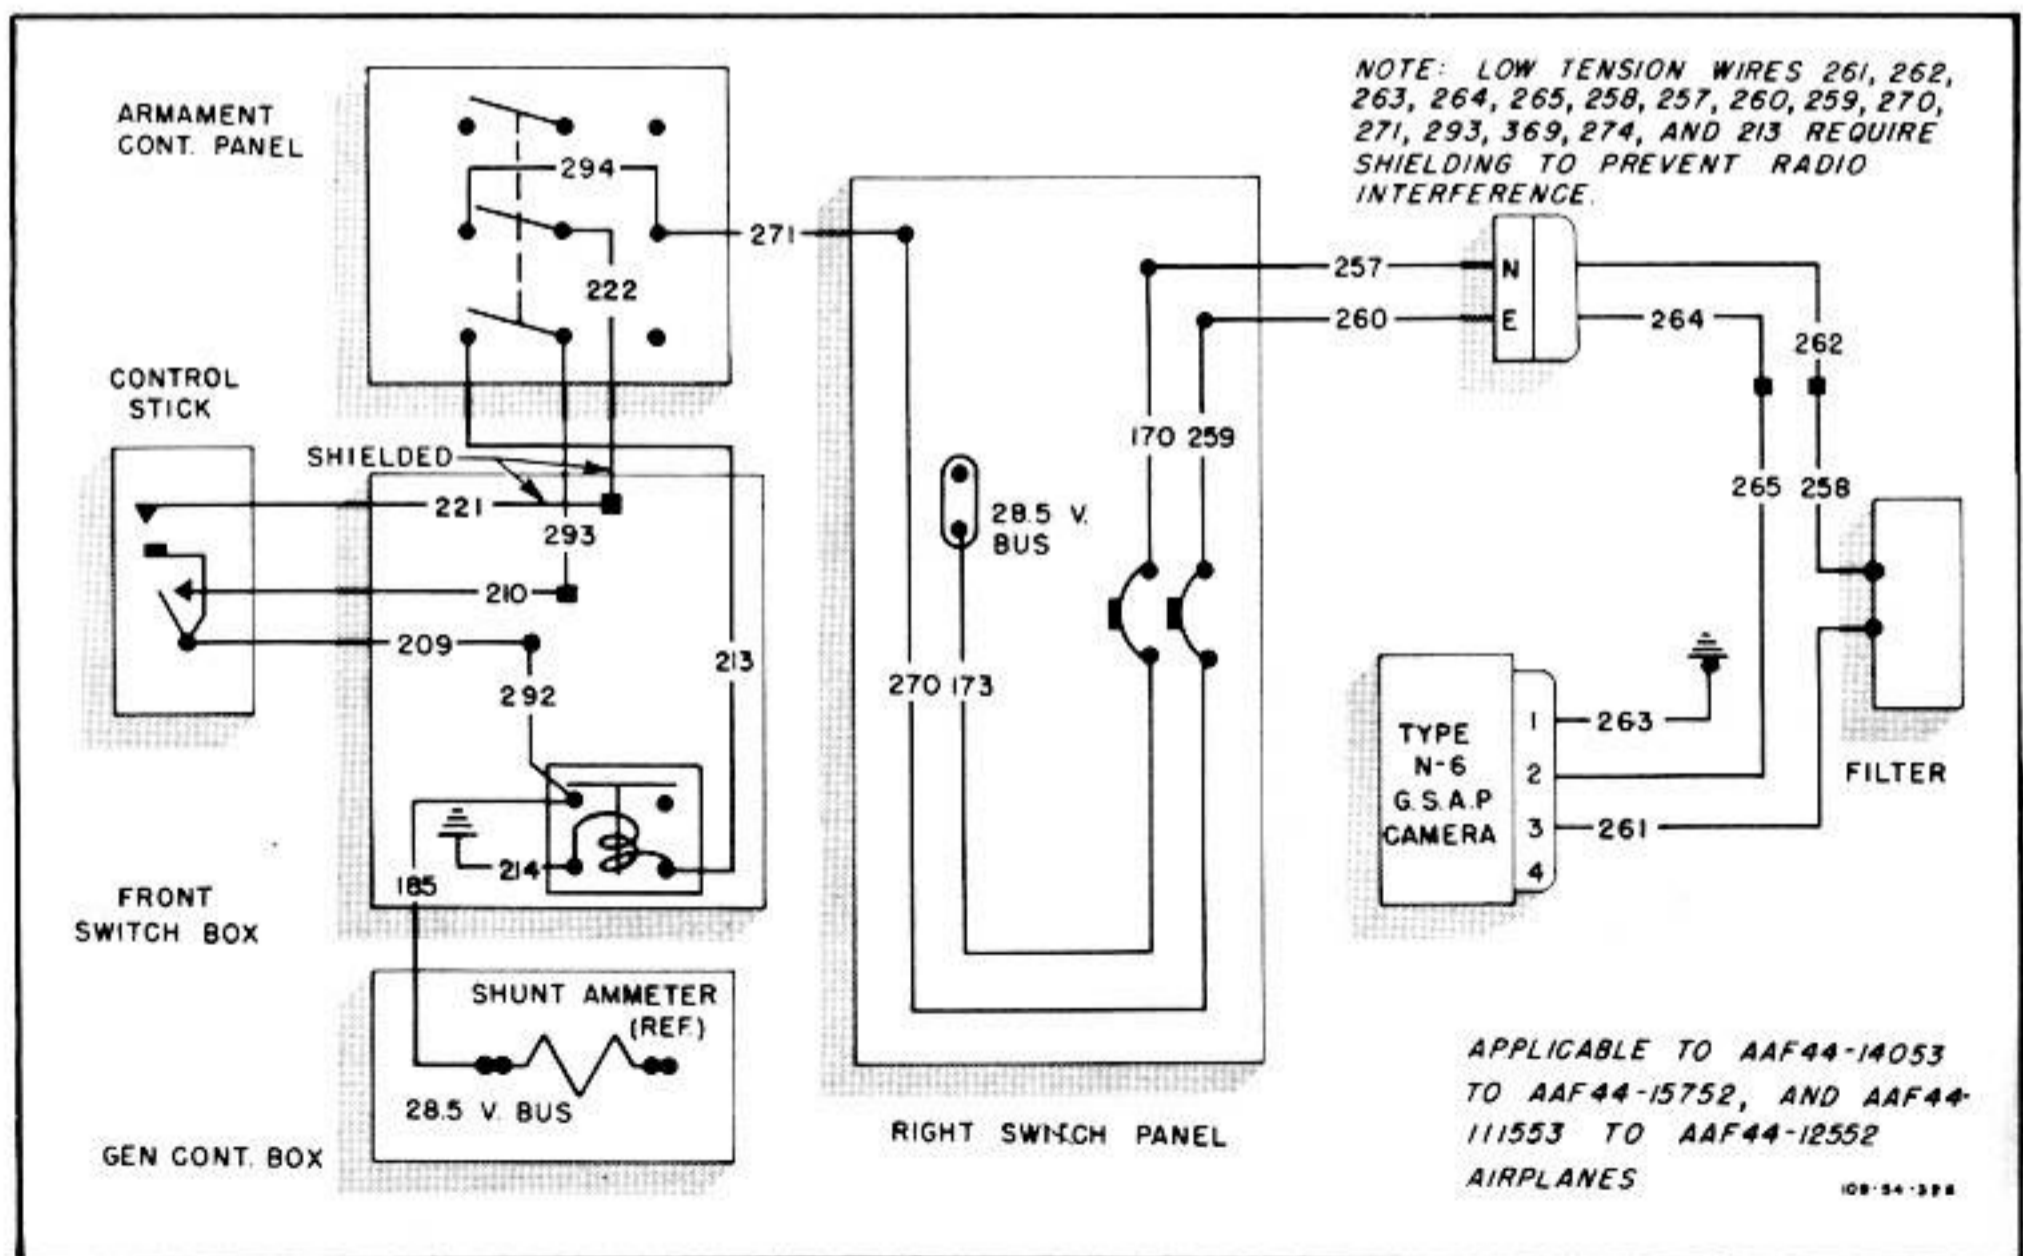 ARMAMENT
CONT. PANEL
294
222
271
NOTE: LOW TENSION WIRES 261, 262,
263, 264, 265, 258, 257, 260, 259, 270,
271, 293, 369, 274, AND 213 REQUIRE
SHIELDING TO PREVENT RADIO
INTERFERENCE.
257
N
260
E
264
262
CONTROL
STICK
SHIELDED
221
293
210
209
292
213
214
185
170 259
28.5 V.
BUS
270 173
265 258
TYPE
N-6
G.S.A.P
CAMERA
1
2
3
4
263
261
FILTER
FRONT
SWITCH BOX
SHUNT AMMETER
(REF.)
28.5 V. BUS
GEN CONT. BOX
RIGHT SWITCH PANEL
APPLICABLE TO AAF44-14053
TO AAF44-15752, AND AAF44-
111553 TO AAF44-12552
AIRPLANES